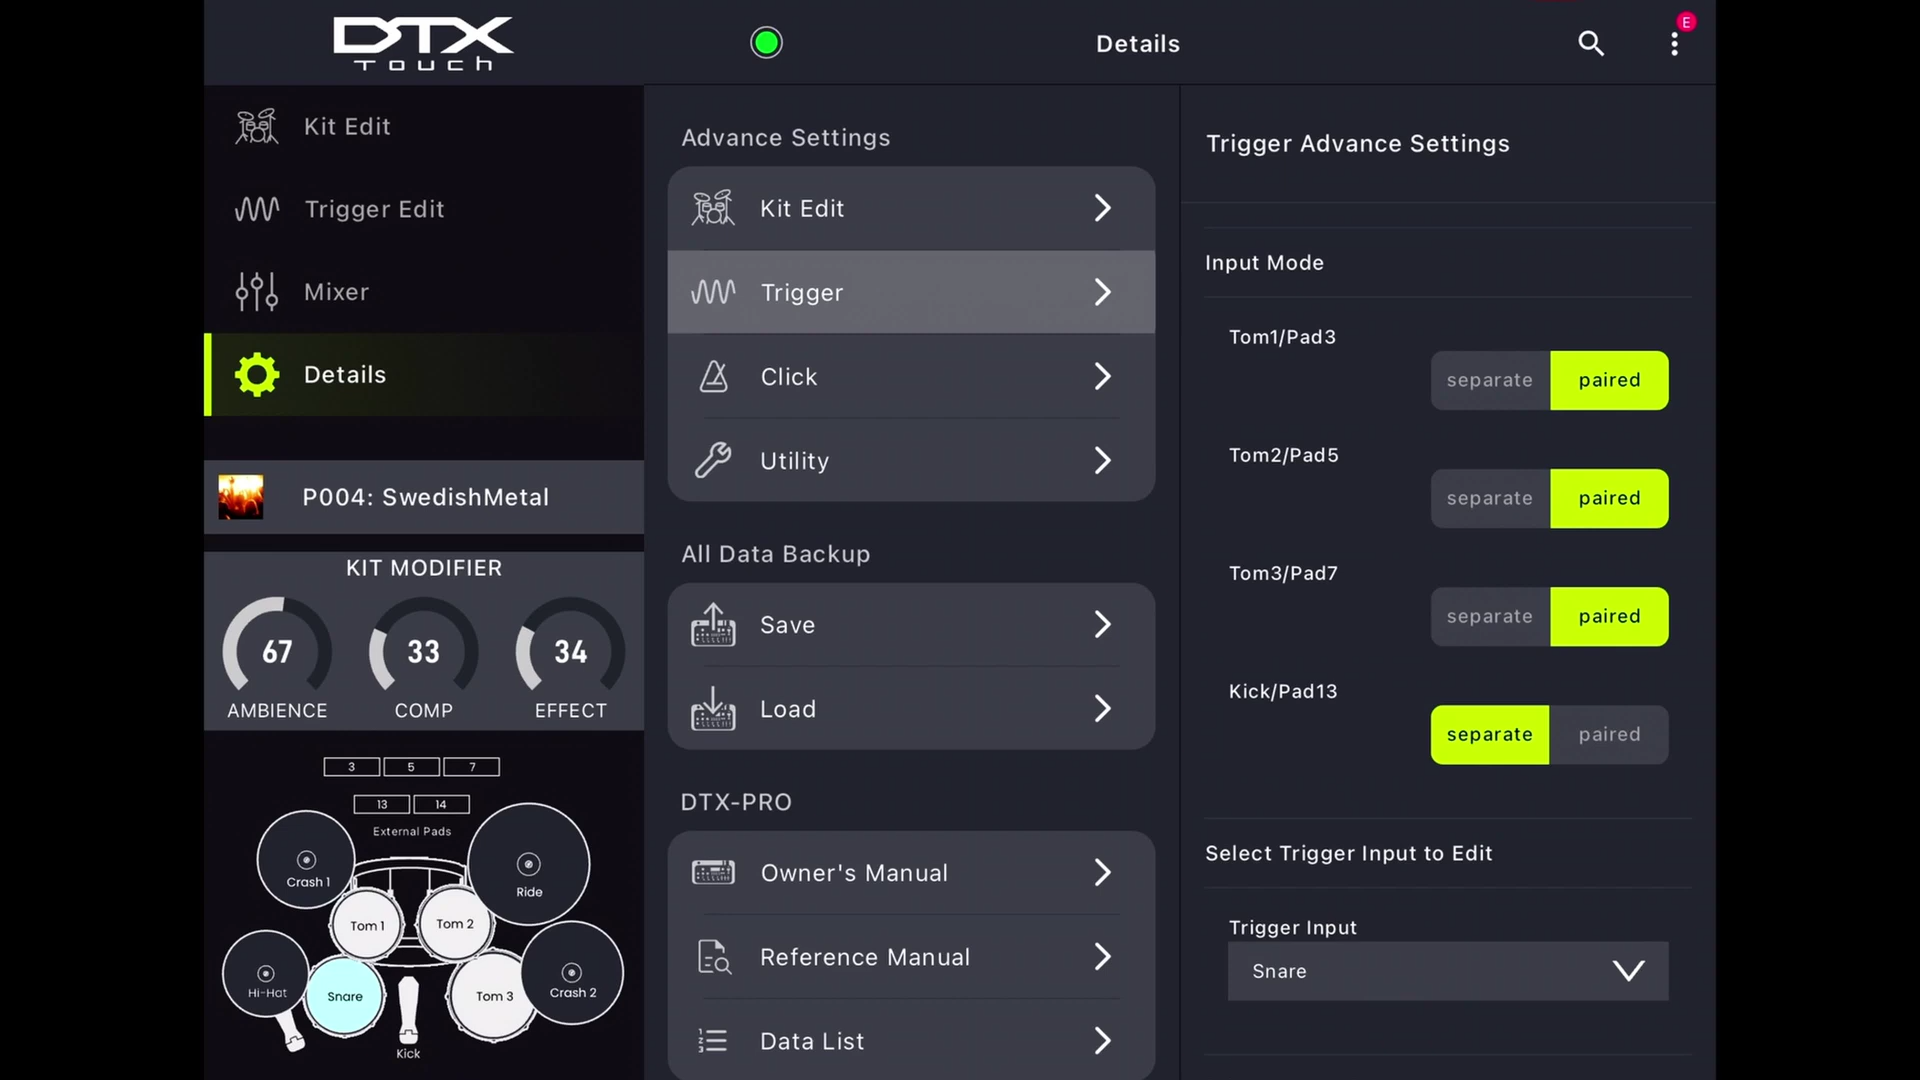 DTX
TOUCH
Details
E
Kit Edit
Trigger Edit
Mixer
Details
P004: SwedishMetal
KIT MODIFIER
67
33
34
AMBIENCE
COMP
EFFECT
3
5
7
13
14
External Pads
Crash 1
Ride
Tom 1
Tom 2
Hi-Hat
Snare
Tom 3
Crash 2
Kick
Advance Settings
Kit Edit
Trigger
Click
Utility
All Data Backup
Save
Load
DTX-PRO
Owner's Manual
Reference Manual
Data List
Trigger Advance Settings
Input Mode
Tom1/Pad3
separate paired
Tom2/Pad5
separate paired
Tom3/Pad7
separate paired
Kick/Pad13
separate paired
Select Trigger Input to Edit
Trigger Input
Snare